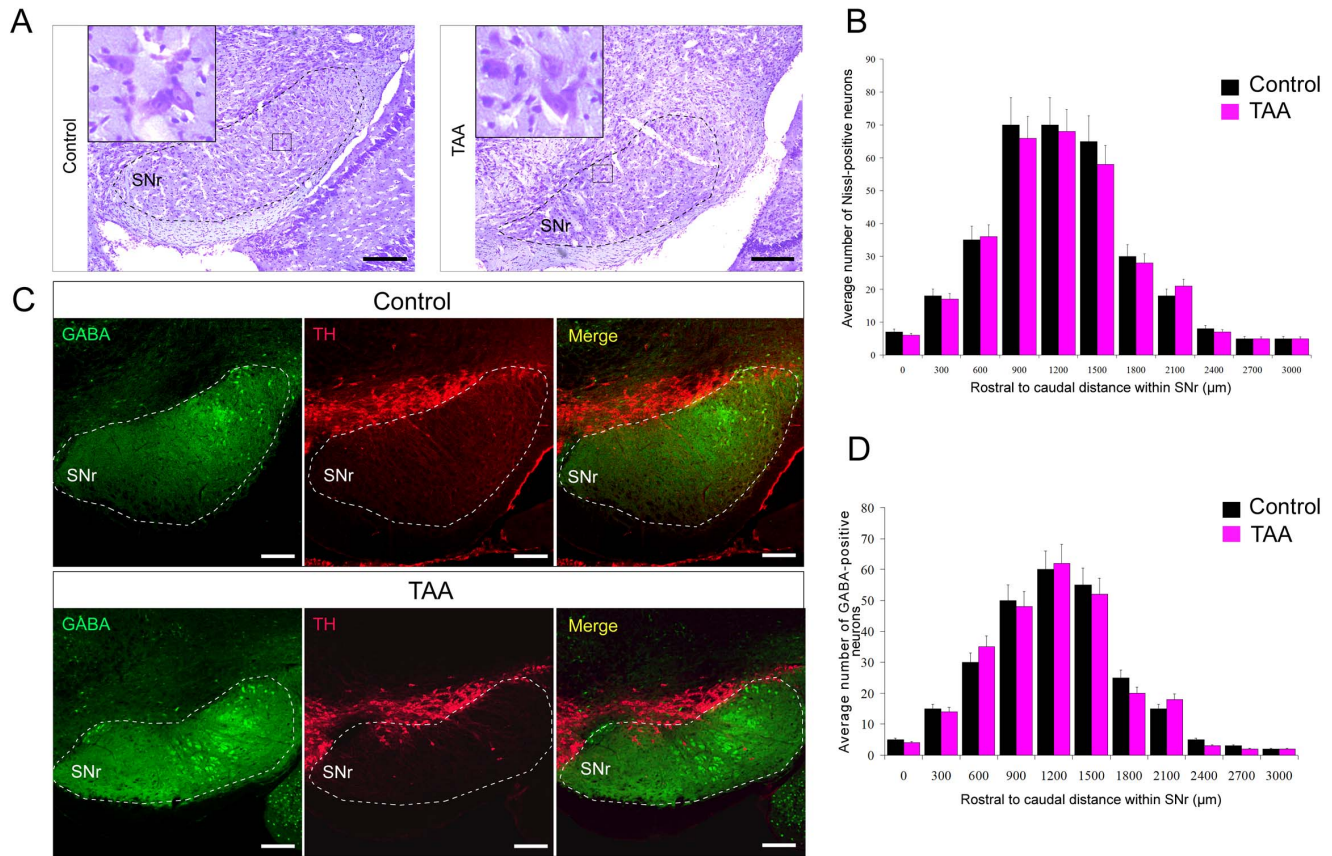 A
Control
SNr
TAA
SNr
B
Average number of Nissl-positive neurons
90
80
70
60
50
40
30
20
10
0
0 300 600 900 1200 1500 1800 2100 2400 2700 3000
Rostral to caudal distance within SNr (µm)
Control
TAA
C
Control
GABA
SNr
TH
Merge
SNr
TAA
GABA
SNr
TH
SNr
Merge
SNr
D
Average number of GABA-positive
neurons
80
70
60
50
40
30
20
10
0
0 300 600 900 1200 1500 1800 2100 2400 2700 3000
Rostral to caudal distance within SNr (µm)
Control
TAA